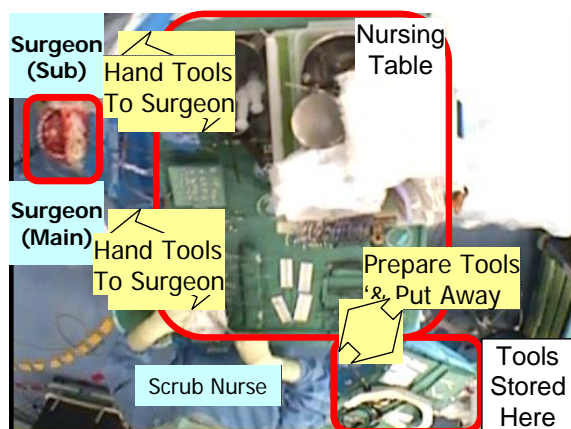 Surgeon
(Sub)
Hand Tools
To Surgeon
Nursing
Table
Surgeon
(Main)
Hand Tools
To Surgeon
Prepare Tools
‘& Put Away
Scrub Nurse
Tools
Stored
Here